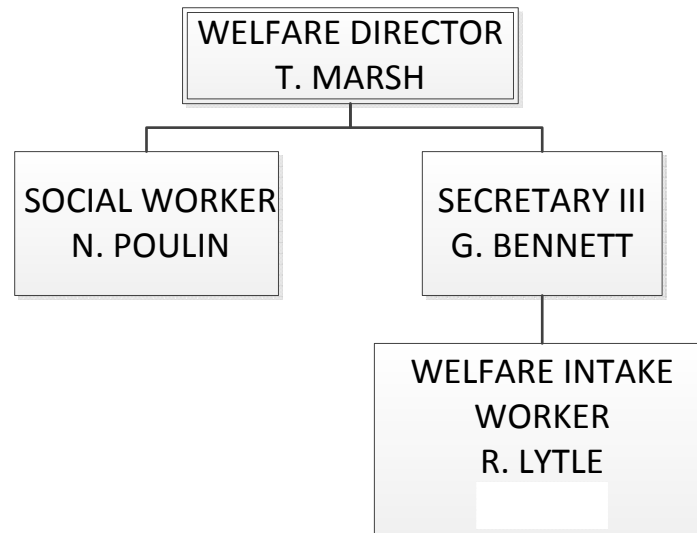 WELFARE DIRECTOR
T. MARSH
SOCIAL WORKER
N. POULIN
SECRETARY III
G. BENNETT
WELFARE INTAKE
WORKER
R. LYTLE